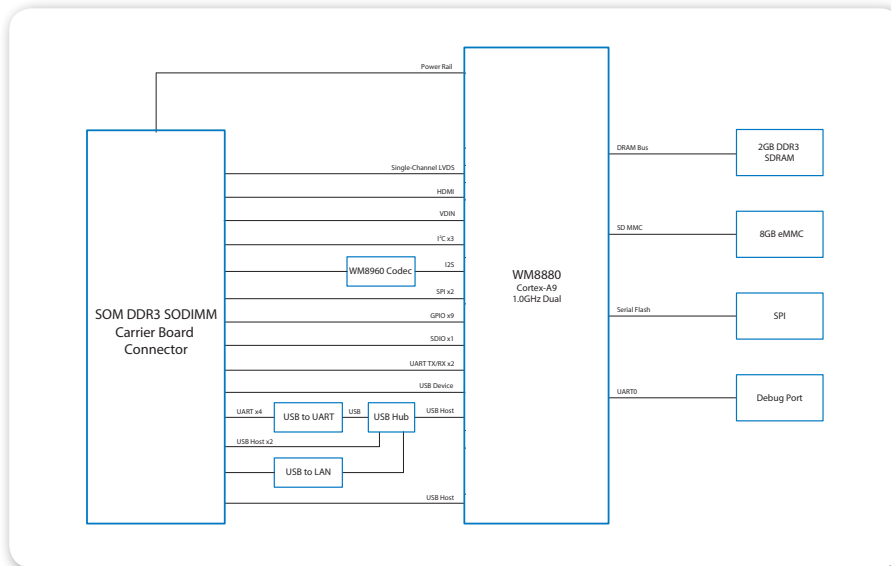 Power Rail
SOM DDR3 SODIMM
Carrier Board
Connector
Single-Channel LVDS
HDMI
VDIN
I²C x3
WM8960 Codec
I2S
SPI x2
GPIO x9
SDIO x1
UART TX/RX x2
USB Device
UART x4
USB to UART
USB
USB Hub
USB Host
USB Host x2
USB to LAN
USB Host
WM8880
Cortex-A9
1.0GHz Dual
DRAM Bus
2GB DDR3
SDRAM
SD MMC
8GB eMMC
Serial Flash
SPI
UART0
Debug Port